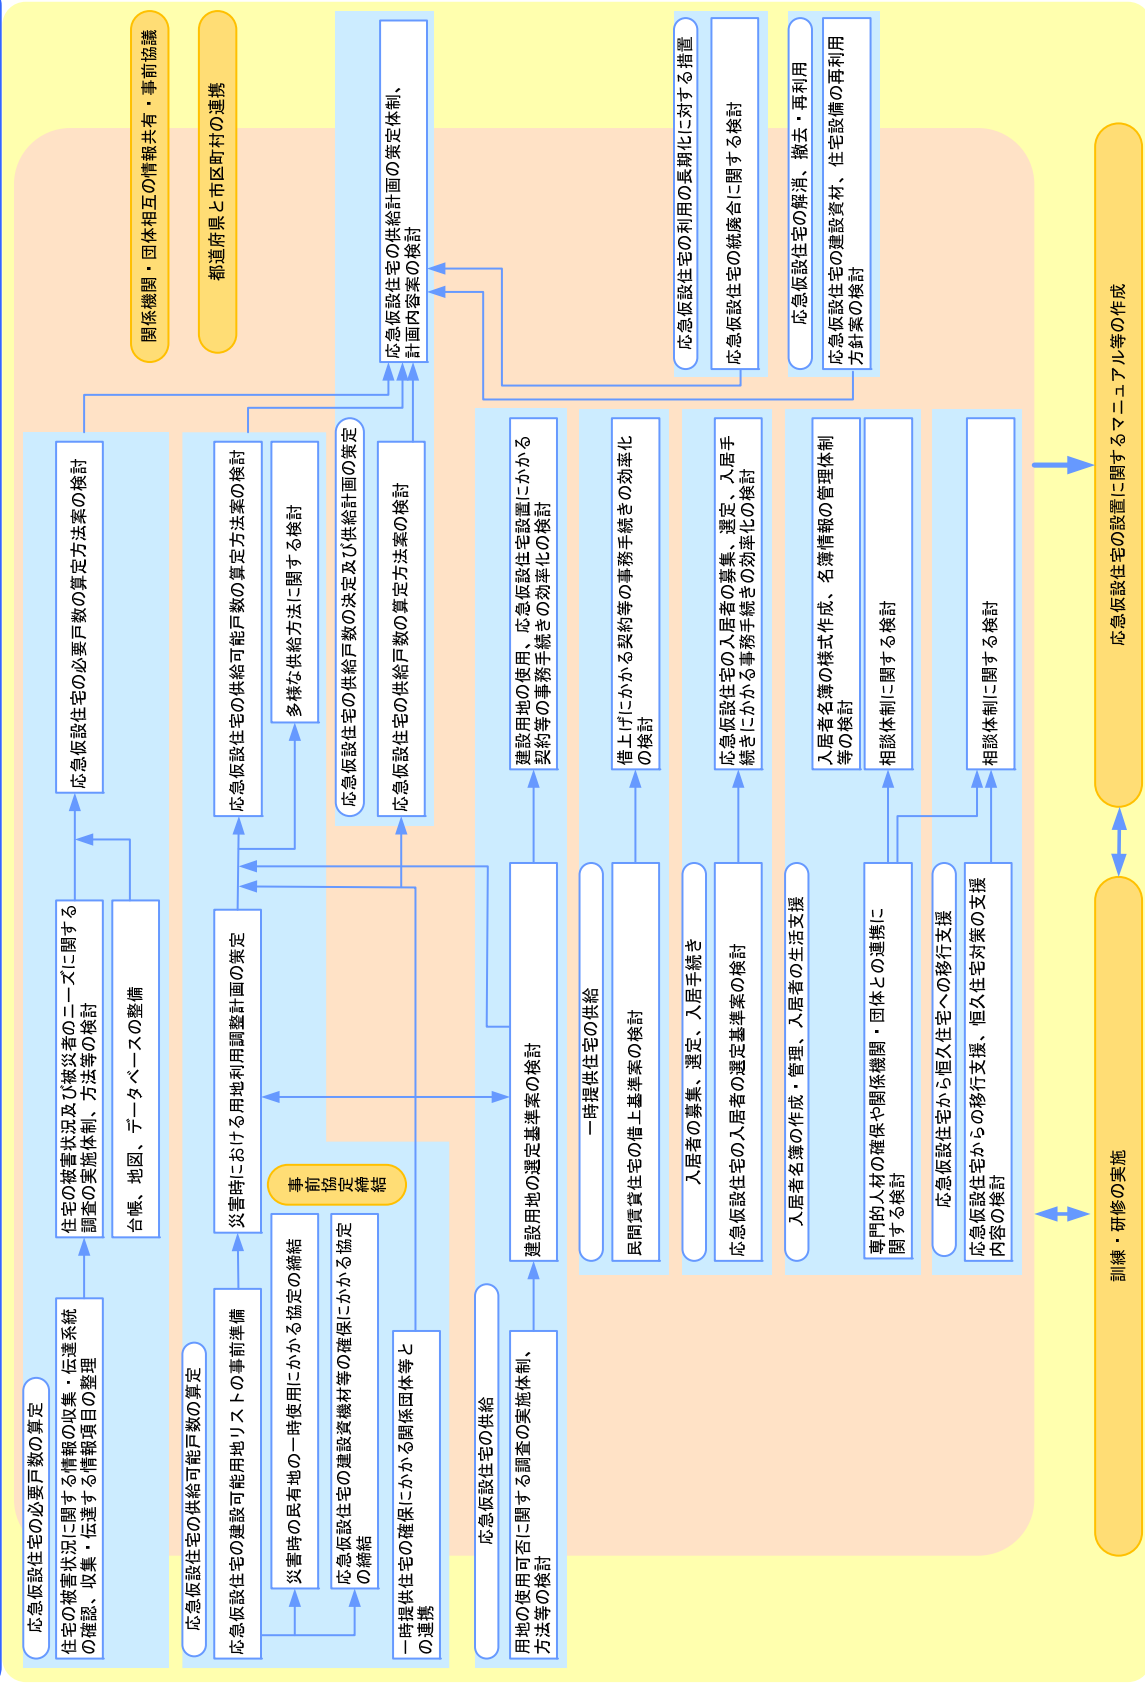 応急仮設住宅の必要戸数の算定
住宅の被害状況に関する情報の収集・伝達系統
の確認、収集・伝達する情報項目の整理
住宅の被害状況及び被災者のニーズに関する
調査の実施体制、方法等の検討
台帳、地図、データベースの整備
応急仮設住宅の必要戸数の算定方法案の検討
関係機関・団体相互の情報共有・事前協議
都道府県と市区町村の連携
応急仮設住宅の供給可能戸数の算定
応急仮設住宅の建設可能用地リストの事前準備
災害時の民有地の一時使用にかかる協定の締結
応急仮設住宅の建設資機材等の確保にかかる協定
の締結
一時提供住宅の確保にかかる関係団体等と
の連携
事前
協定
締結
災害時における用地利用調整計画の策定
応急仮設住宅の供給可能戸数の算定方法案の検討
多様な供給方法に関する検討
応急仮設住宅の供給戸数の決定及び供給計画の策定
応急仮設住宅の供給戸数の算定方法案の検討
応急仮設住宅の供給計画の策定体制、
計画内容案の検討
応急仮設住宅の供給
用地の使用可否に関する調査の実施体制、
方法等の検討
建設用地の選定基準案の検討
建設用地の使用、応急仮設住宅設置にかかる
契約等の事務手続きの効率化の検討
一時提供住宅の供給
民間賃貸住宅の借上基準案の検討
借上げにかかる契約等の事務手続きの効率化
の検討
入居者の募集、選定、入居手続き
応急仮設住宅の入居者の選定基準案の検討
応急仮設住宅の入居者の募集、選定、入居手
続きにかかる事務手続きの効率化の検討
応急仮設住宅の利用の長期化に対する措置
応急仮設住宅の統廃合に関する検討
入居者名簿の作成・管理、入居者の生活支援
専門的人材の確保や関係機関・団体との連携に
関する検討
入居者名簿の様式作成、名簿情報の管理体制
等の検討
相談体制に関する検討
応急仮設住宅の解消、撤去・再利用
応急仮設住宅の建設資材、住宅設備の再利用
方針案の検討
応急仮設住宅から恒久住宅への移行支援
応急仮設住宅からの移行支援、恒久住宅対策の支援
内容の検討
相談体制に関する検討
訓練・研修の実施
応急仮設住宅の設置に関するマニュアル等の作成